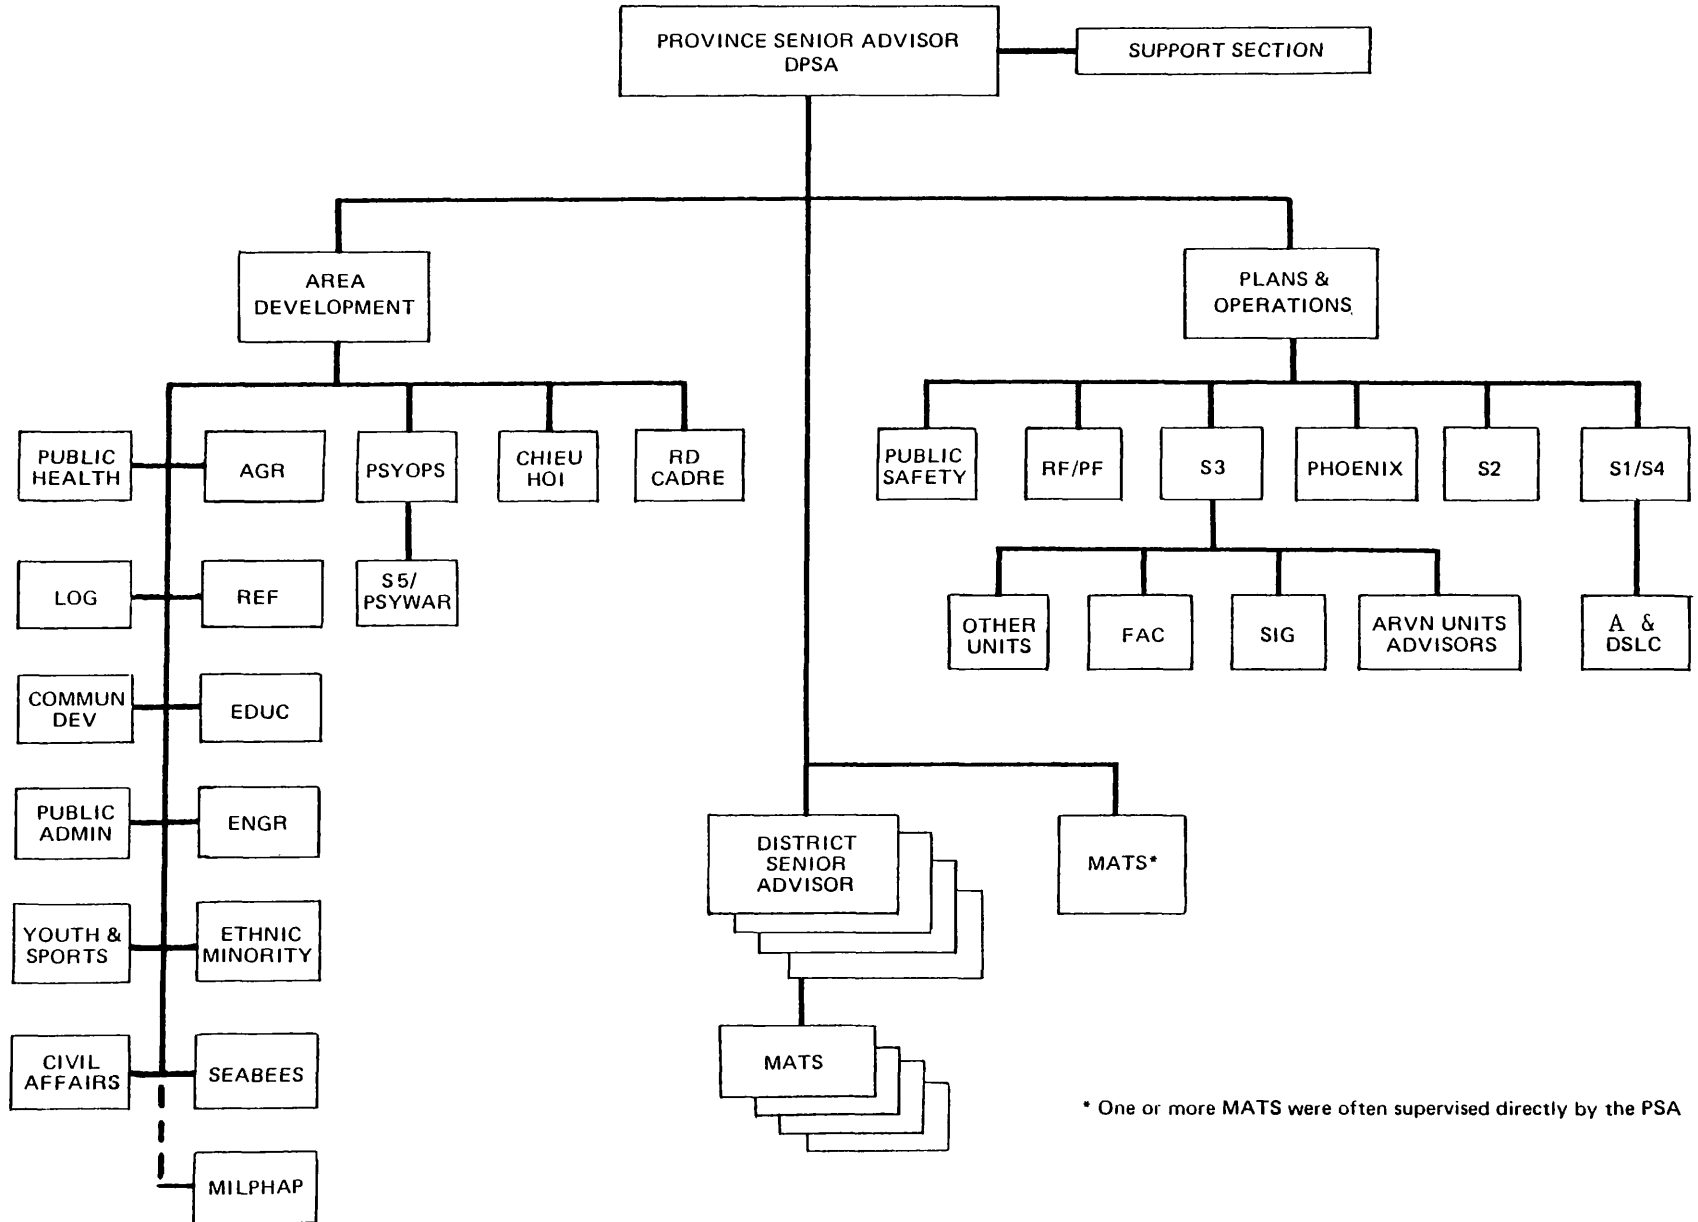 PROVINCE SENIOR ADVISOR
DPSA
SUPPORT SECTION
AREA
DEVELOPMENT
PLANS &
OPERATIONS
PUBLIC
HEALTH
AGR
PSYOPS
CHIEU
HOI
RD
CADRE
PUBLIC
SAFETY
RF/PF
S3
PHOENIX
S2
S1/S4
LOG
REF
S5/
PSYWAR
OTHER
UNITS
FAC
SIG
ARVN UNITS
ADVISORS
A &
DSLC
COMMUN
DEV
EDUC
PUBLIC
ADMIN
ENGR
DISTRICT
SENIOR
ADVISOR
MATS*
YOUTH &
SPORTS
ETHNIC
MINORITY
CIVIL
AFFAIRS
SEABEES
MATS
* One or more MATS were often supervised directly by the PSA
MILPHAP